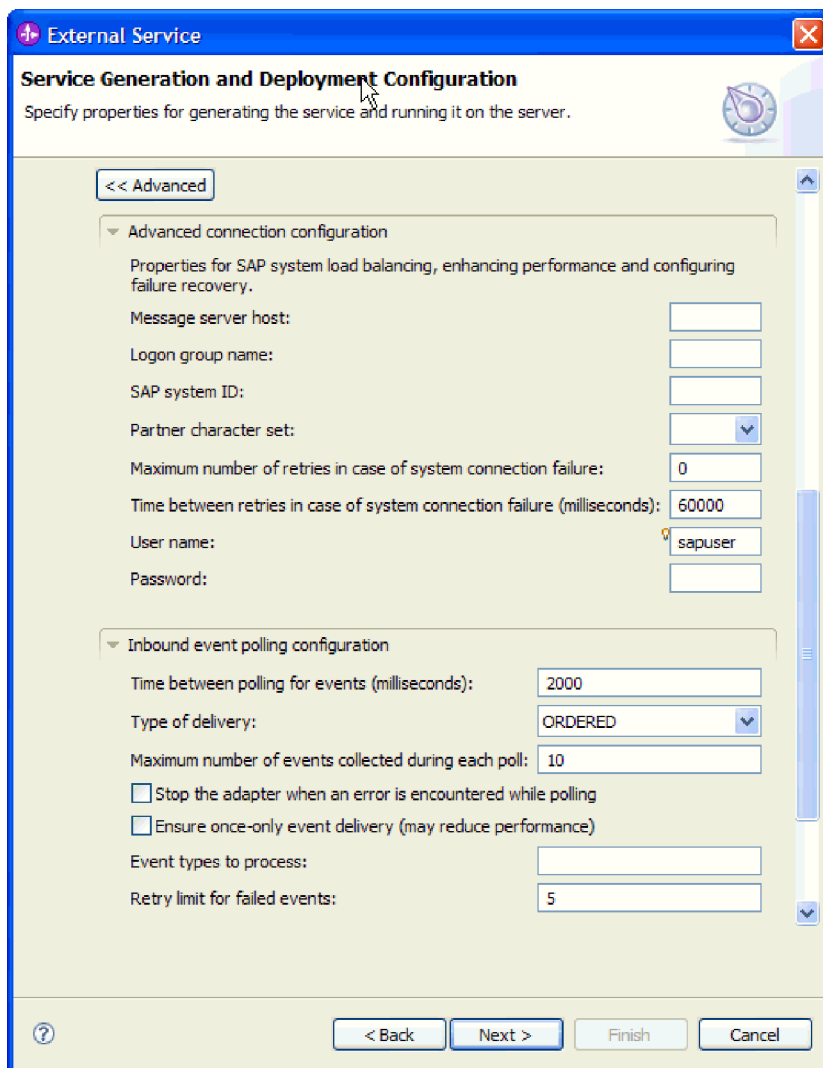 External Service
Service Generation and Deployment Configuration
Specify properties for generating the service and running it on the server.
<< Advanced
Advanced connection configuration
Properties for SAP system load balancing, enhancing performance and configuring
failure recovery.
Message server host:
Logon group name:
SAP system ID:
Partner character set:
Maximum number of retries in case of system connection failure: 0
Time between retries in case of system connection failure (milliseconds): 60000
User name: sapuser
Password:
Inbound event polling configuration
Time between polling for events (milliseconds): 2000
Type of delivery: ORDERED
Maximum number of events collected during each poll: 10
Stop the adapter when an error is encountered while polling
Ensure once-only event delivery (may reduce performance)
Event types to process:
Retry limit for failed events: 5
? < Back Next > Finish Cancel